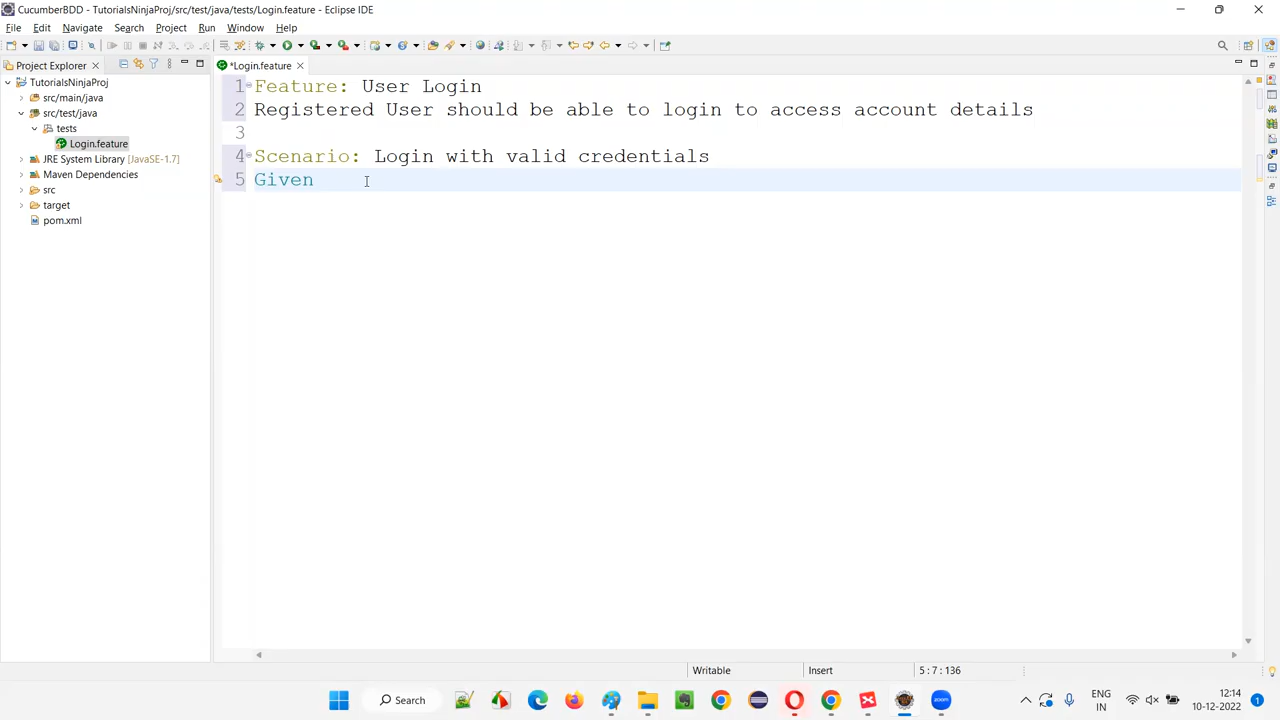 CucumberBDD - TutorialsNinjaProj/src/test/java/tests/Login.feature - Eclipse IDE
File Edit Navigate Search Project Run Window Help
Project Explorer
*Login.feature
TutorialsNinjaProj
src/main/java
src/test/java
tests
Login.feature
JRE System Library [JavaSE-1.7]
Maven Dependencies
src
target
pom.xml
1 Feature: User Login
2 Registered User should be able to login to access account details
3
4 Scenario: Login with valid credentials
5 Given
Writable Insert 5 : 7 : 136
Search
ENG
IN
12:14
10-12-2022
1